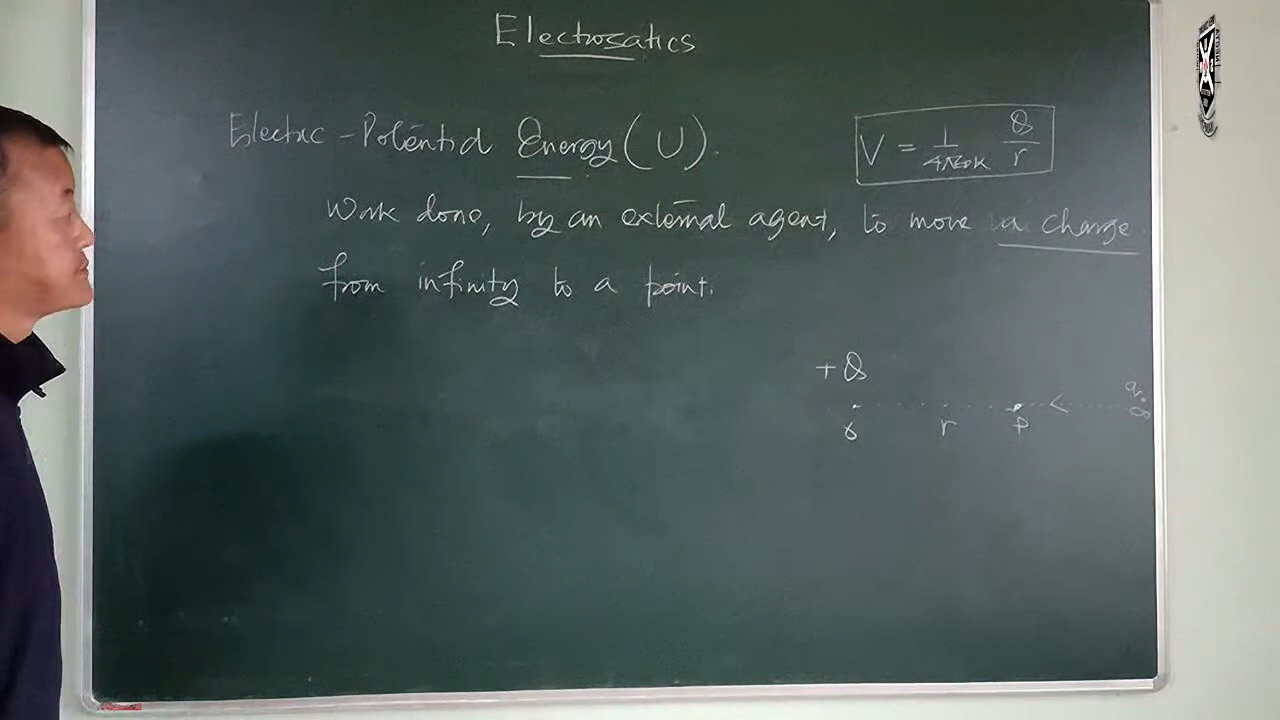 Electrosatics
Electric - Potential Energy (U).
V = 1/4πε₀K Q/r
Work done, by an external agent, to move a charge
from infinity to a point.
+Q
q₀
∞
r
P